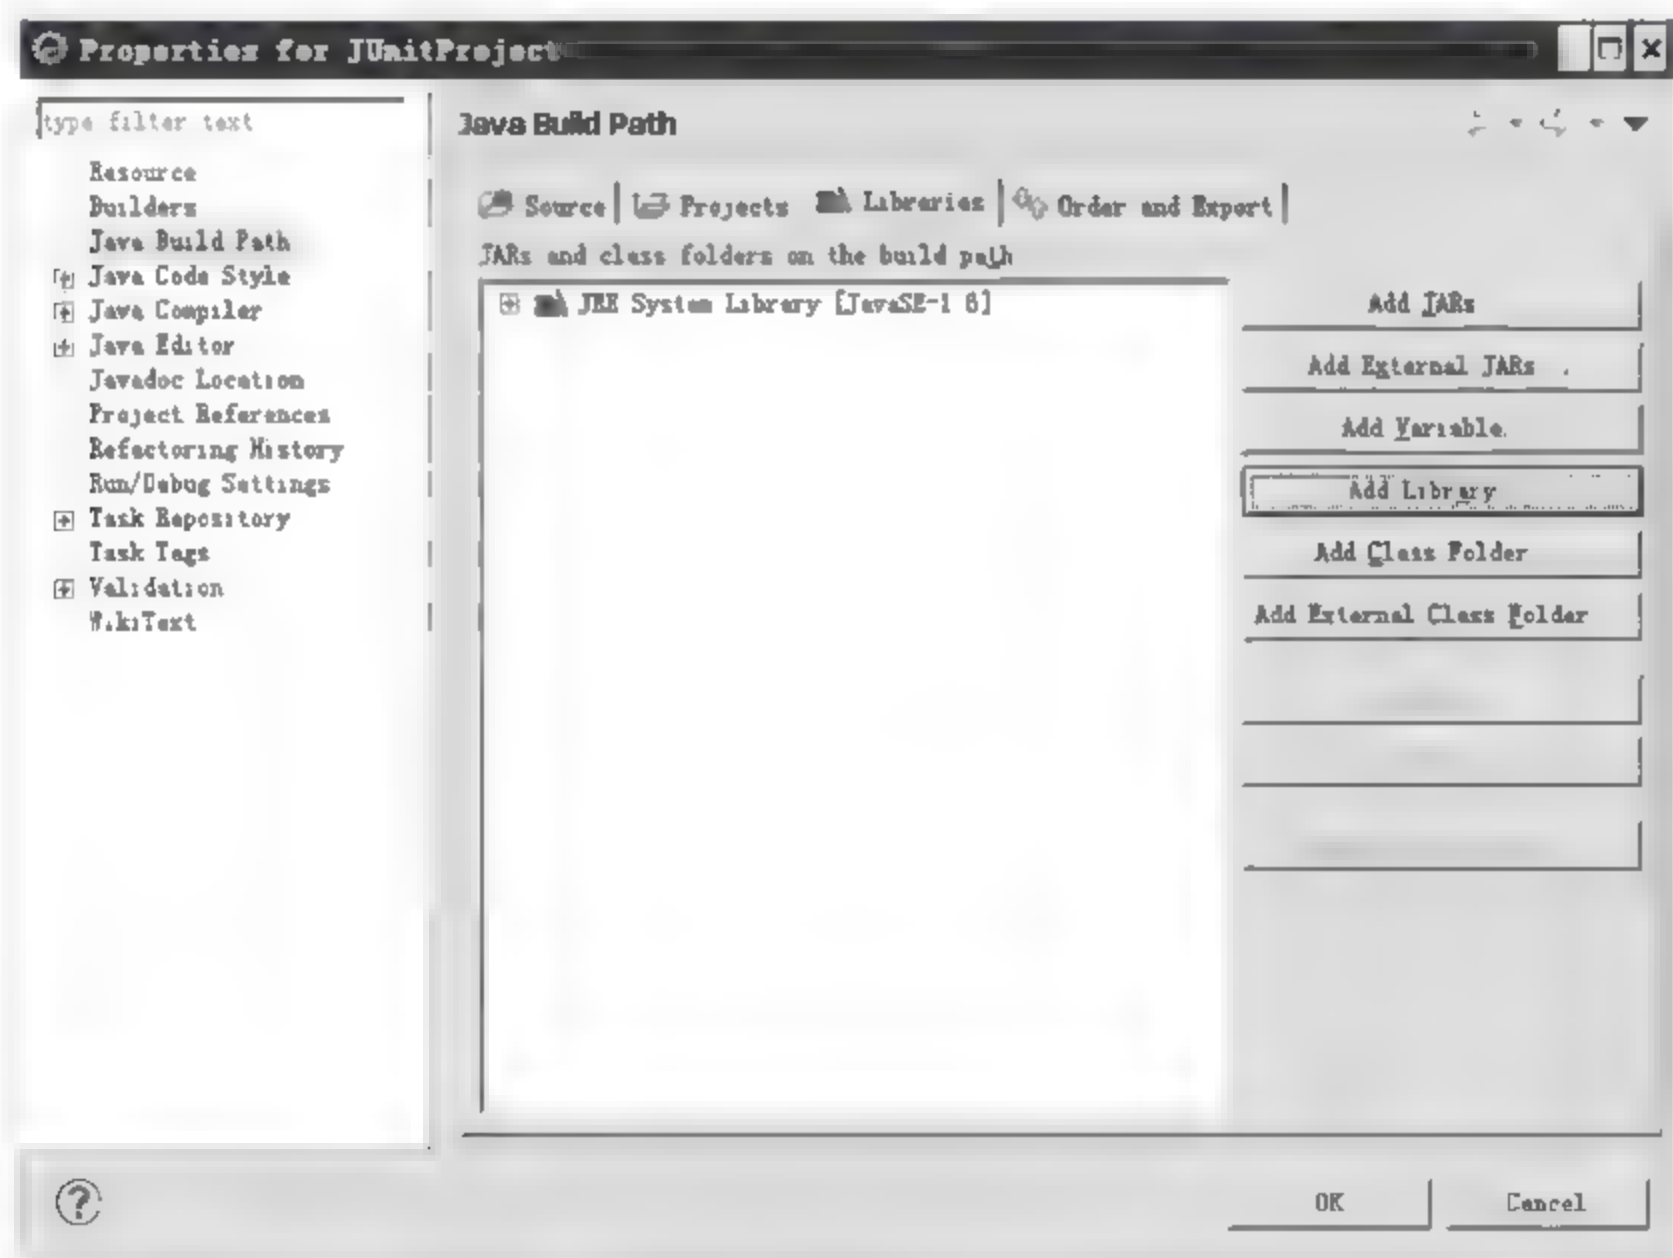 Properties for JUnitProject
type filter text
Resource
Builders
Java Build Path
Java Code Style
Java Compiler
Java Editor
Javadoc Location
Project References
Refactoring History
Run/Debug Settings
Task Repository
Task Tags
Validation
WikiText
Java Build Path
Source Projects Libraries Order and Export
JARs and class folders on the build path
JRE System Library [JavaSE-1 6]
Add JARs
Add External JARs .
Add Variable.
Add Library
Add Class Folder
Add External Class Folder
OK Cancel